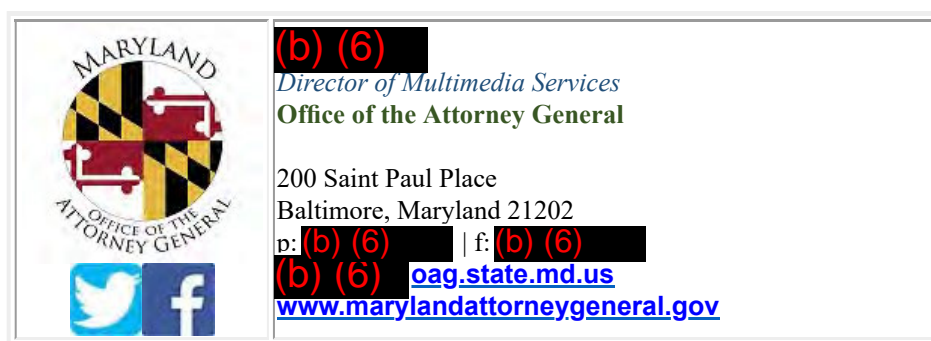 MARYLAND
OFFICE OF THE
ATTORNEY GENERAL
(b) (6)
Director of Multimedia Services
Office of the Attorney General
200 Saint Paul Place
Baltimore, Maryland 21202
p: (b) (6) | f: (b) (6)
(b) (6) oag.state.md.us
www.marylandattorneygeneral.gov